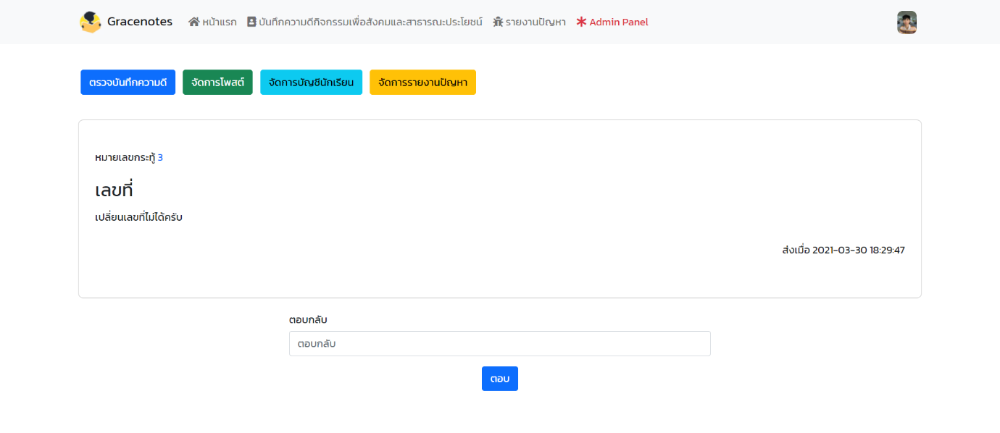 Gracenotes หน้าแรก บันทึกความดีกิจกรรมเพื่อสังคมและสาธารณะประโยชน์ รายงานปัญหา Admin Panel
ตรวจบันทึกความดี จัดการโพสต์ จัดการบัญชีนักเรียน จัดการรายงานปัญหา
หมายเลขกระทู้ 3
เลขที่
เปลี่ยนเลขที่ไม่ได้ครับ
ส่งเมื่อ 2021-03-30 18:29:47
ตอบกลับ
ตอบกลับ
ตอบ